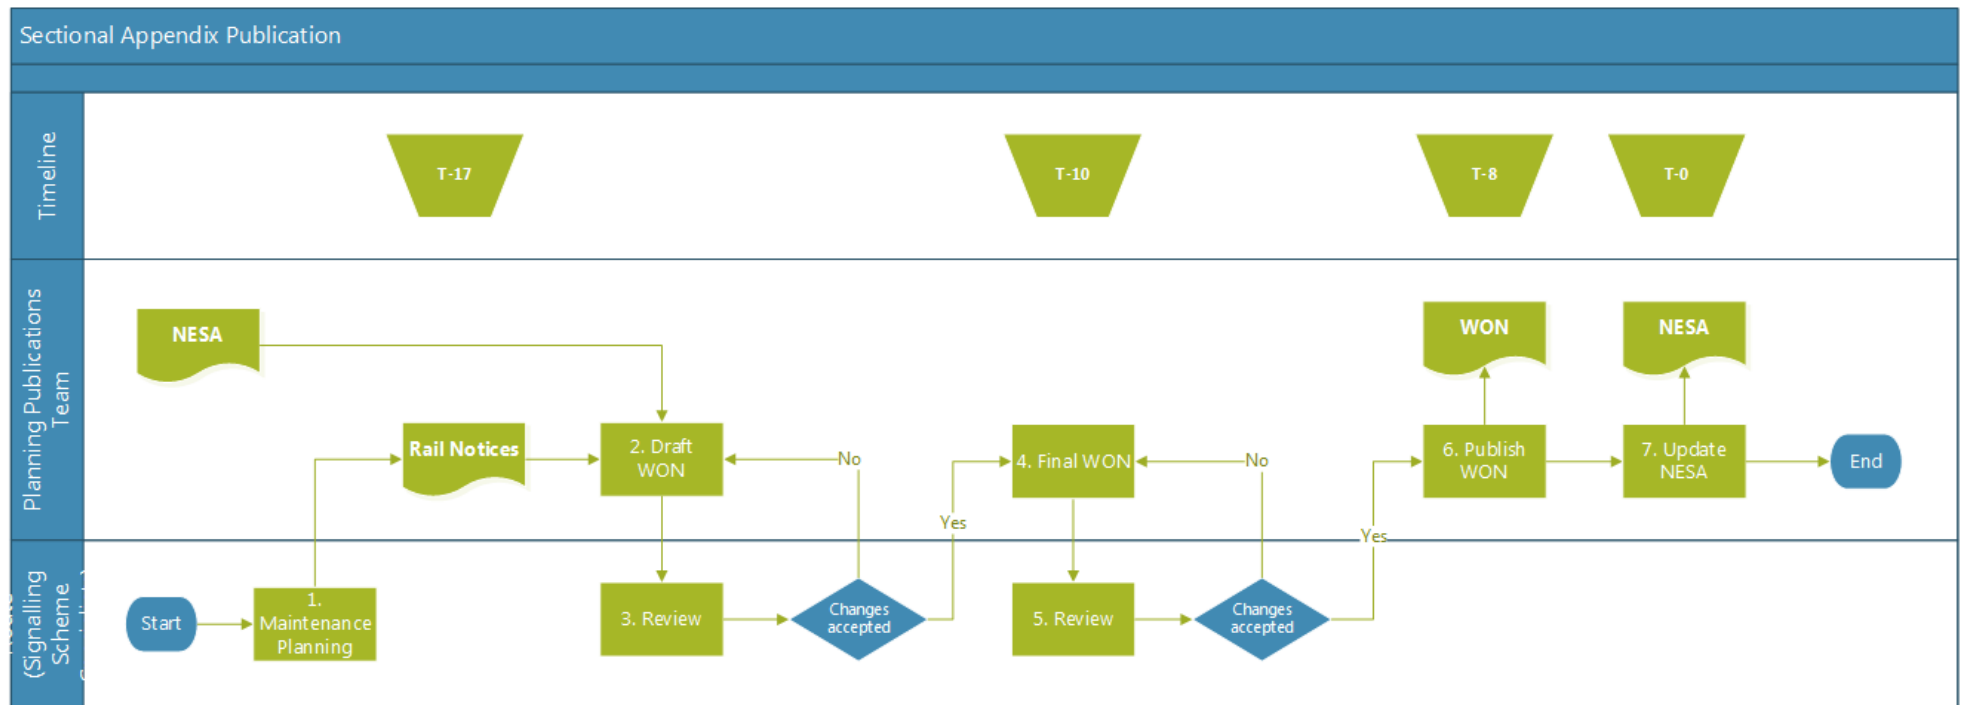 Sectional Appendix Publication
Timeline
T-17
T-10
T-8
T-0
Planning Publications
Team
NESA
Rail Notices
2. Draft
WON
No
Yes
4. Final WON
No
Yes
WON
NESA
6. Publish
WON
7. Update
NESA
End
(Signalling
Scheme
Start
1.
Maintenance
Planning
3. Review
Changes
accepted
5. Review
Changes
accepted